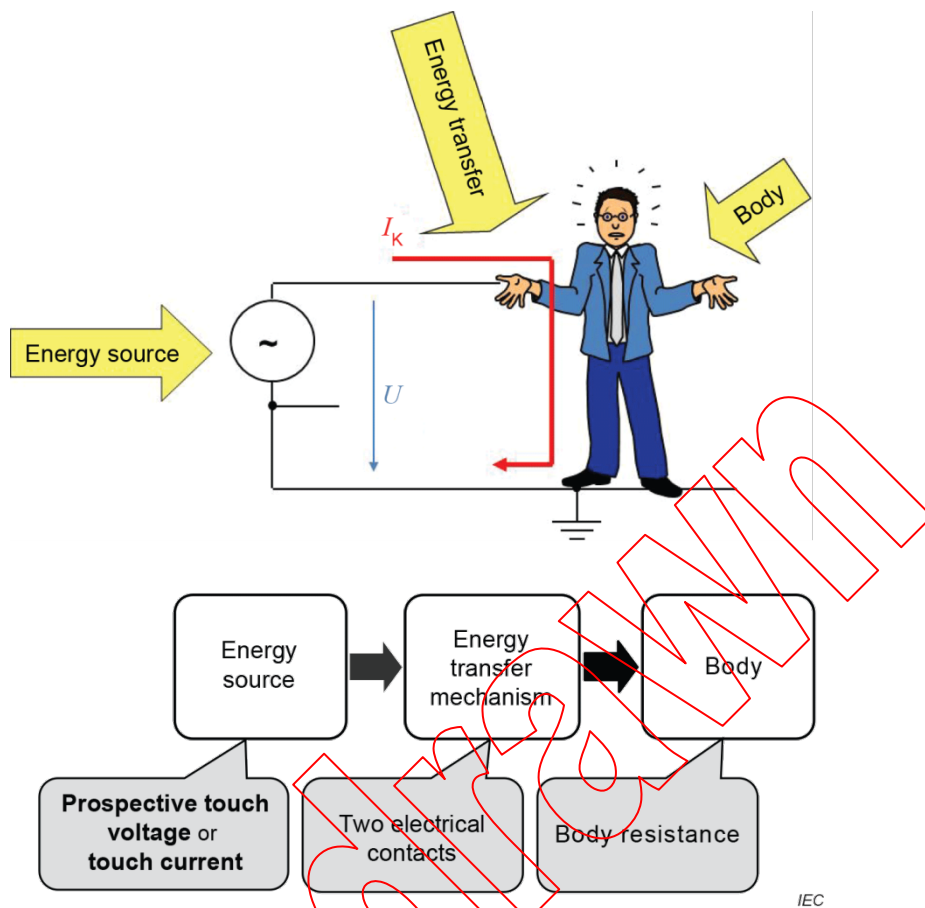 Energy transfer
Body
I_K
~
Energy source
U
Energy
source
Energy
transfer
mechanism
Body
Prospective touch
voltage or
touch current
Two electrical
contacts
Body resistance
IEC